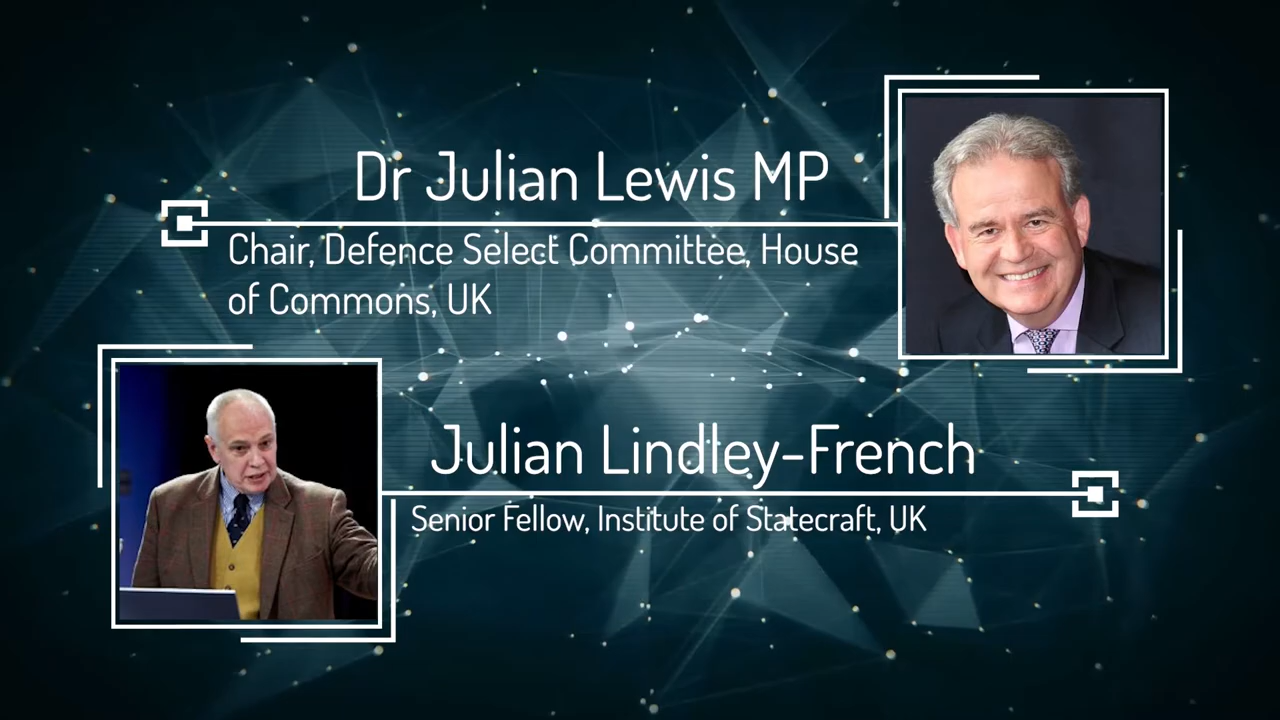 Dr Julian Lewis MP
Chair, Defence Select Committee, House
of Commons, UK
Julian Lindley-French
Senior Fellow, Institute of Statecraft, UK